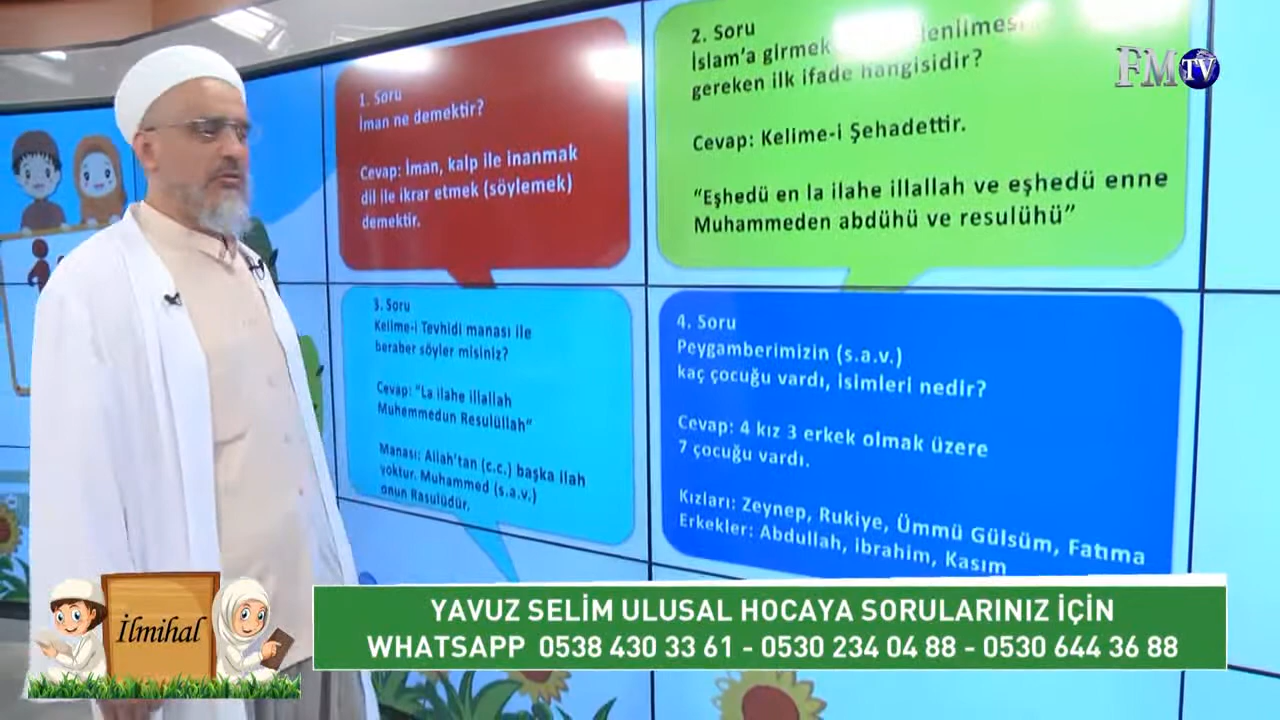 1. Soru
İman ne demektir?
Cevap: İman, kalp ile inanmak
dil ile ikrar etmek (söylemek)
demektir.
2. Soru
İslam'a girmek
gereken ilk ifade hangisidir?
Cevap: Kelime-i Şehadettir.
"Eşhedü en la ilahe illallah ve eşhedü enne
Muhammeden abdühü ve resulühü"
3. Soru
Kelime-i Tevhidi manası ile
beraber söyler misiniz?
Cevap: "La ilahe illallah
Muhemmedun Resulüllah"
Manası: Allah'tan (c.c.) başka ilah
yoktur. Muhammed (s.a.v.)
onun Rasulüdür.
4. Soru
Peygamberimizin (s.a.v.)
kaç çocuğu vardı, isimleri nedir?
Cevap: 4 kız 3 erkek olmak üzere
7 çocuğu vardı.
Kızları: Zeynep, Rukiye, Ümmü Gülsüm, Fatıma
Erkekler: Abdullah, ibrahim, Kasım
FM TV
İlmihal
YAVUZ SELİM ULUSAL HOCAYA SORULARINIZ İÇİN
WHATSAPP 0538 430 33 61 - 0530 234 04 88 - 0530 644 36 88